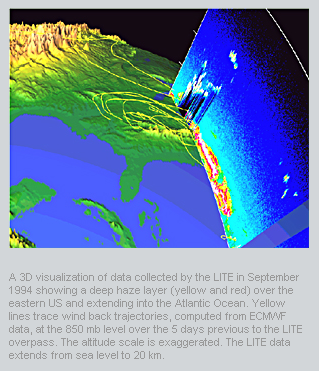 A 3D visualization of data collected by the LITE in September
1994 showing a deep haze layer (yellow and red) over the
eastern US and extending into the Atlantic Ocean. Yellow
lines trace wind back trajectories, computed from ECMWF
data, at the 850 mb level over the 5 days previous to the LITE
overpass. The altitude scale is exaggerated. The LITE data
extends from sea level to 20 km.